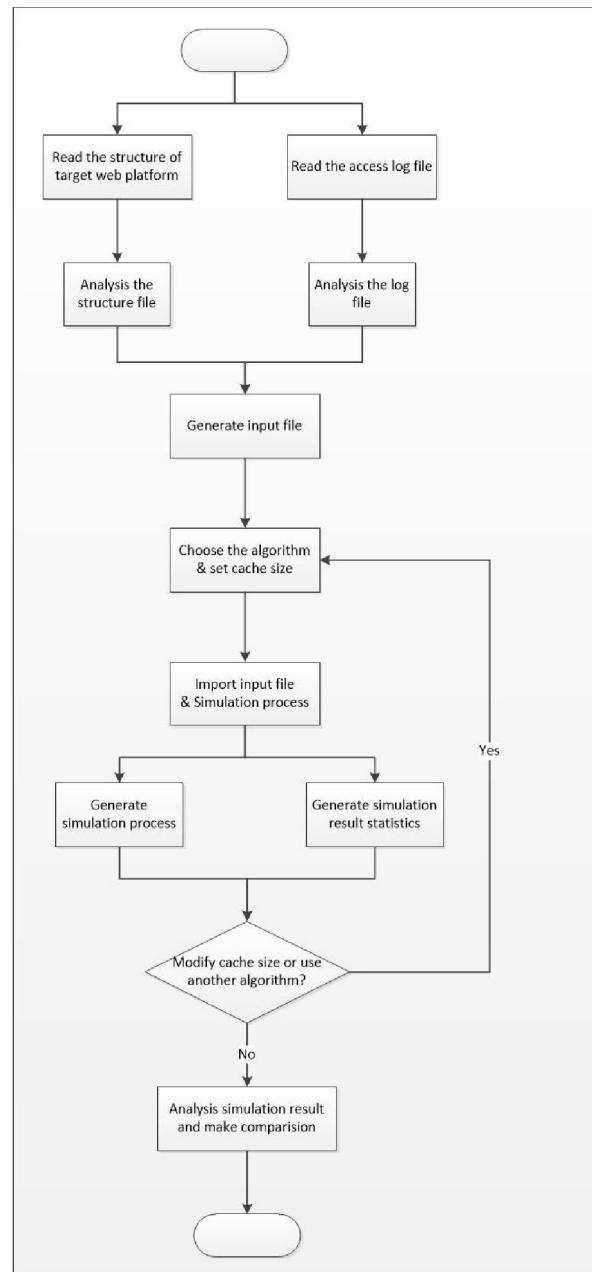 Read the structure of
target web platform
Read the access log file
Analysis the
structure file
Analysis the log
file
Generate input file
Choose the algorithm
& set cache size
Import input file
& Simulation process
Yes
Generate
simulation process
Generate simulation
result statistics
Modify cache size or use
another algorithm?
No
Analysis simulation result
and make comparision